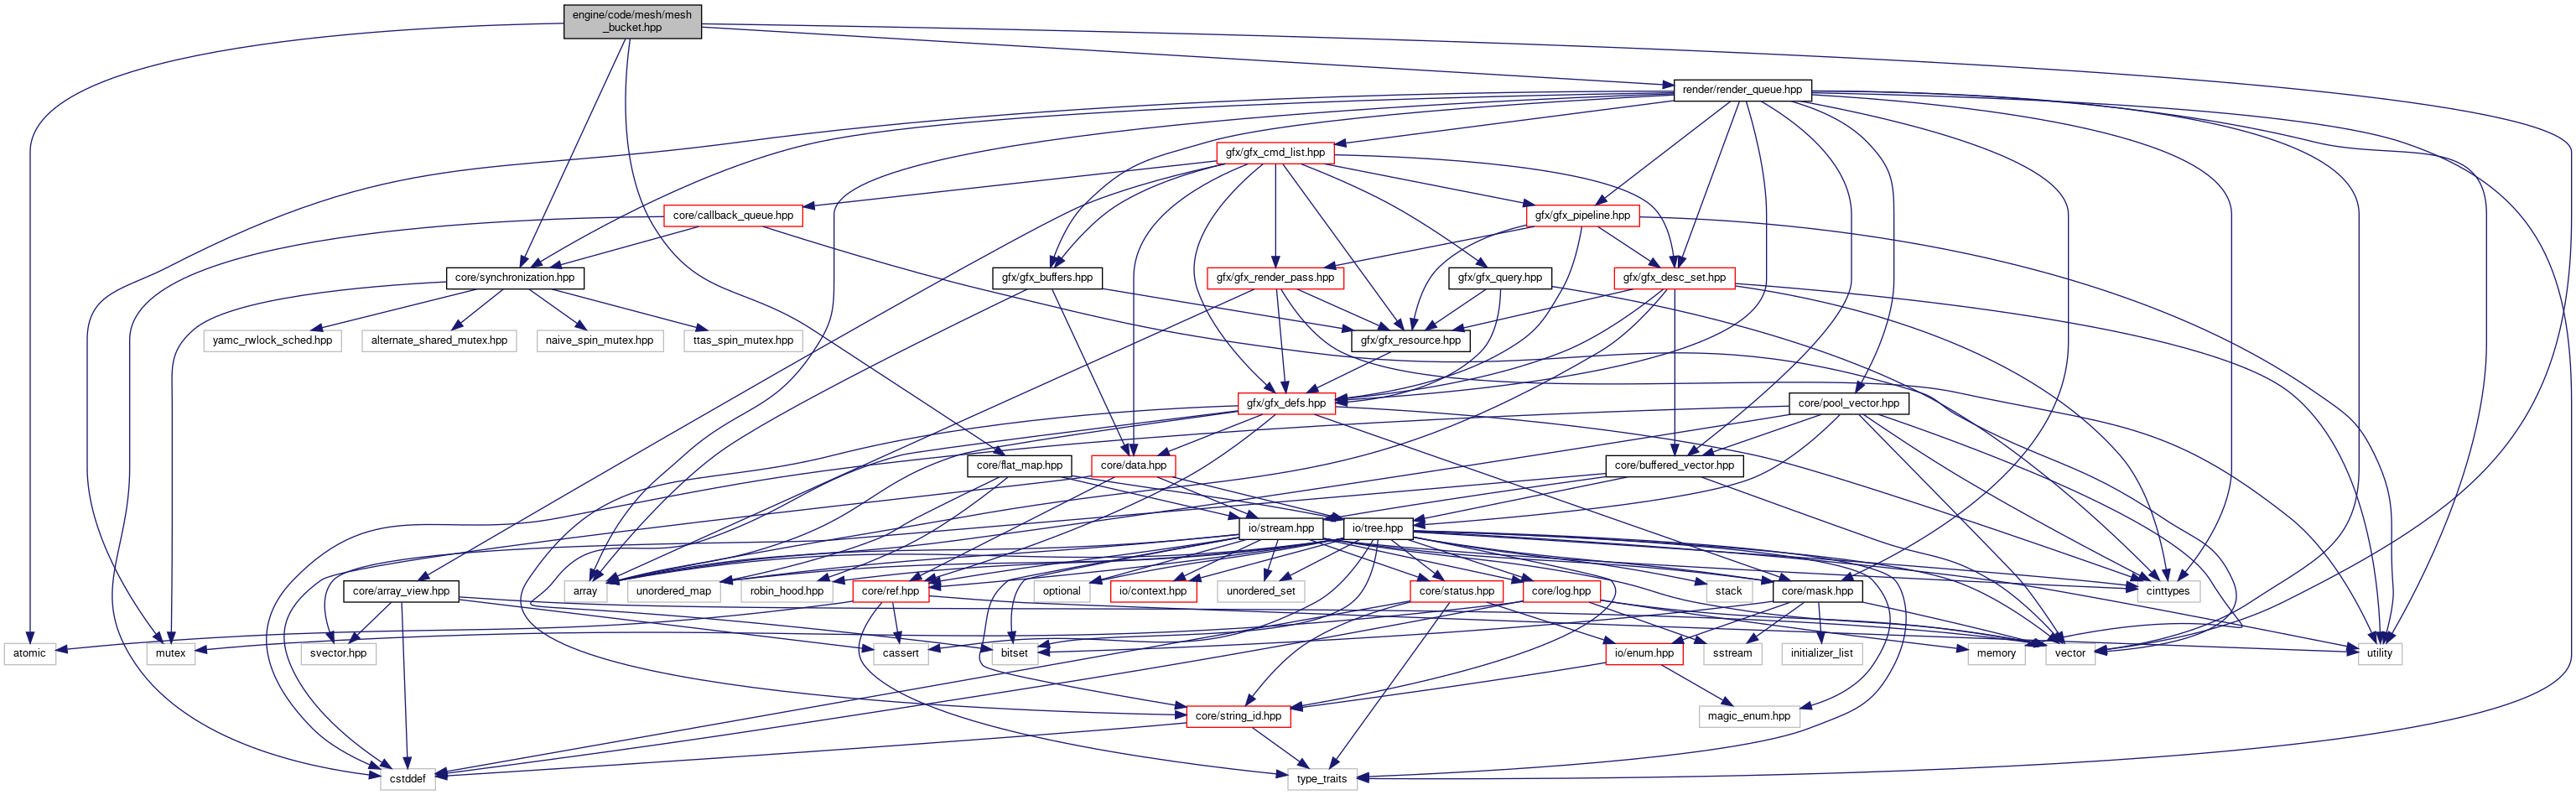 engine/code/mesh/mesh
_bucket.hpp
render/render_queue.hpp
gfx/gfx_cmd_list.hpp
core/callback_queue.hpp
gfx/gfx_pipeline.hpp
core/synchronization.hpp
gfx/gfx_buffers.hpp
gfx/gfx_render_pass.hpp
gfx/gfx_query.hpp
gfx/gfx_desc_set.hpp
yamc_rwlock_sched.hpp
alternate_shared_mutex.hpp
naive_spin_mutex.hpp
ttas_spin_mutex.hpp
gfx/gfx_resource.hpp
gfx/gfx_defs.hpp
core/pool_vector.hpp
core/flat_map.hpp
core/data.hpp
core/buffered_vector.hpp
io/stream.hpp
io/tree.hpp
core/array_view.hpp
array
unordered_map
robin_hood.hpp
core/ref.hpp
optional
io/context.hpp
unordered_set
core/status.hpp
core/log.hpp
stack
core/mask.hpp
cinttypes
atomic
mutex
svector.hpp
cassert
bitset
io/enum.hpp
sstream
initializer_list
memory
vector
utility
core/string_id.hpp
magic_enum.hpp
cstddef
type_traits